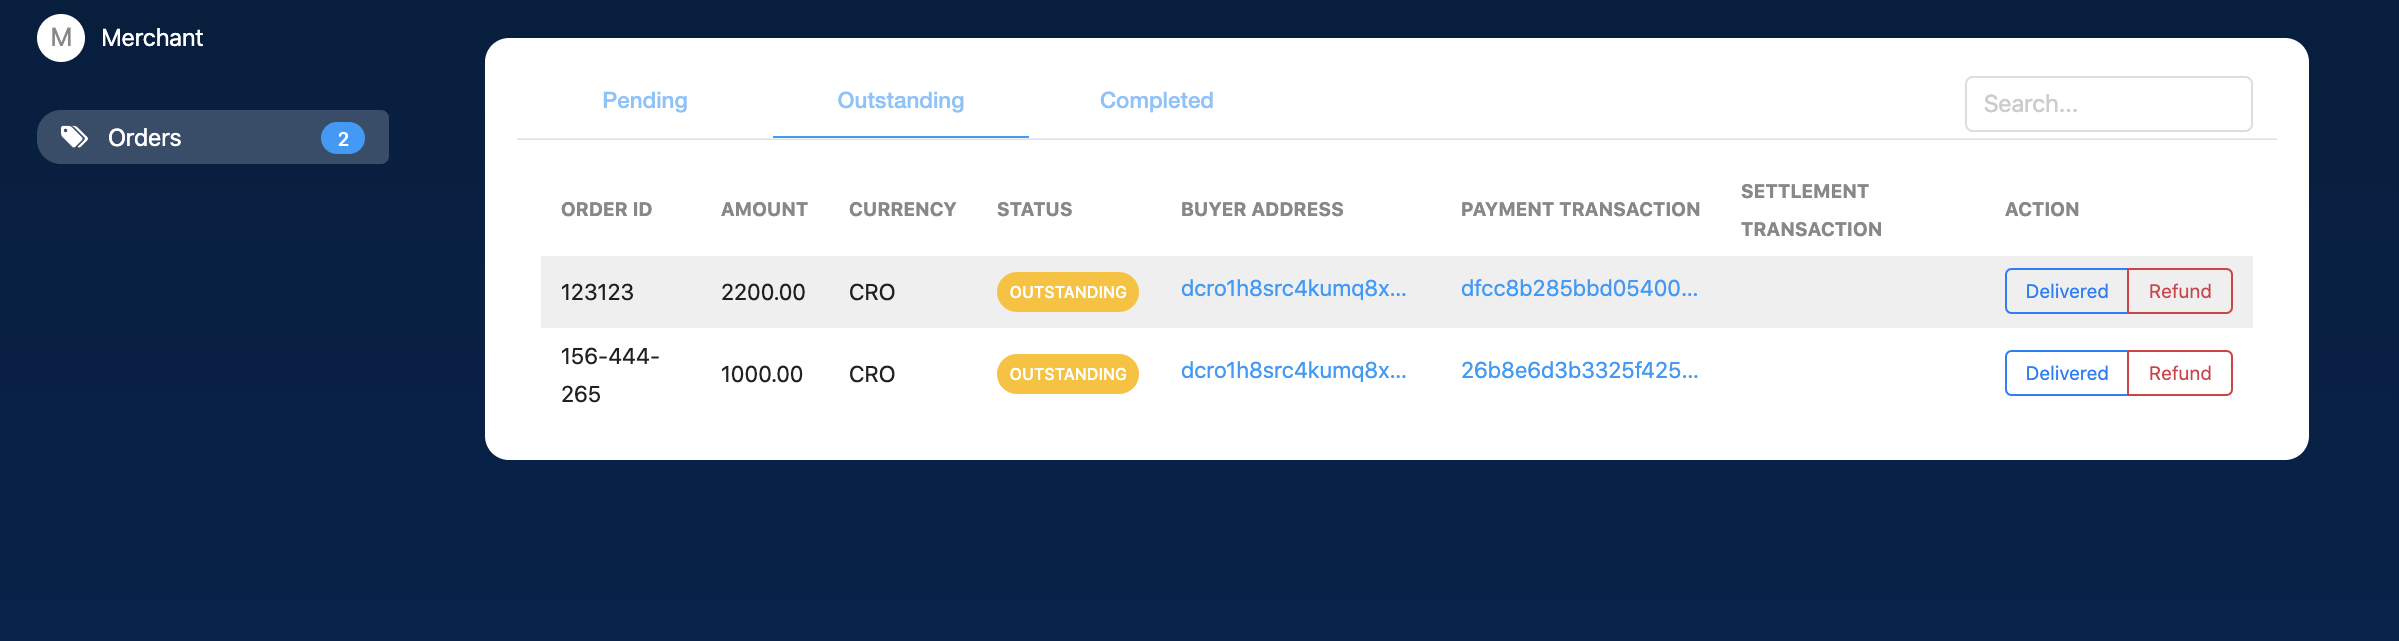 M Merchant
Orders 2
Pending Outstanding Completed Search...
ORDER ID AMOUNT CURRENCY STATUS BUYER ADDRESS PAYMENT TRANSACTION SETTLEMENT TRANSACTION ACTION
123123 2200.00 CRO OUTSTANDING dcro1h8src4kumq8x... dfcc8b285bbd05400... Delivered Refund
156-444-265 1000.00 CRO OUTSTANDING dcro1h8src4kumq8x... 26b8e6d3b3325f425... Delivered Refund